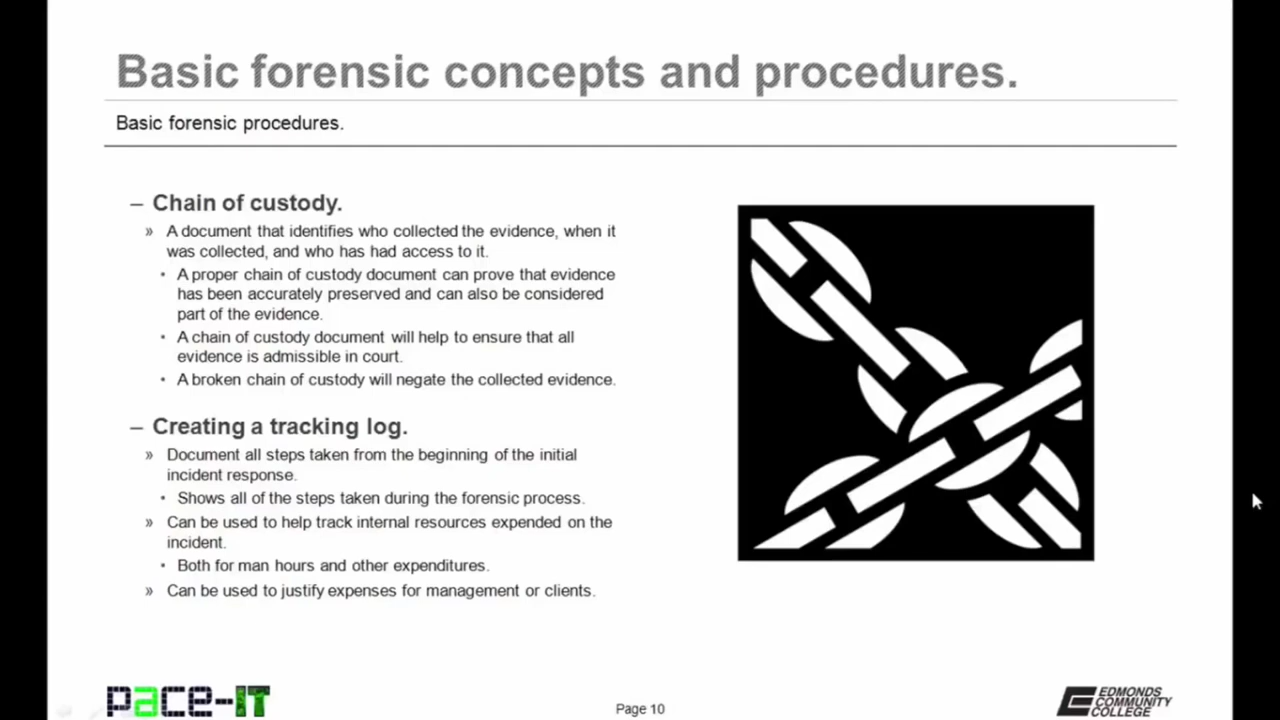 Basic forensic concepts and procedures.
Basic forensic procedures.
– Chain of custody.
» A document that identifies who collected the evidence, when it
was collected, and who has had access to it.
• A proper chain of custody document can prove that evidence
has been accurately preserved and can also be considered
part of the evidence.
• A chain of custody document will help to ensure that all
evidence is admissible in court.
• A broken chain of custody will negate the collected evidence.
– Creating a tracking log.
» Document all steps taken from the beginning of the initial
incident response.
• Shows all of the steps taken during the forensic process.
» Can be used to help track internal resources expended on the
incident.
• Both for man hours and other expenditures.
» Can be used to justify expenses for management or clients.
pace-IT
Page 10
EDMONDS
COMMUNITY
COLLEGE